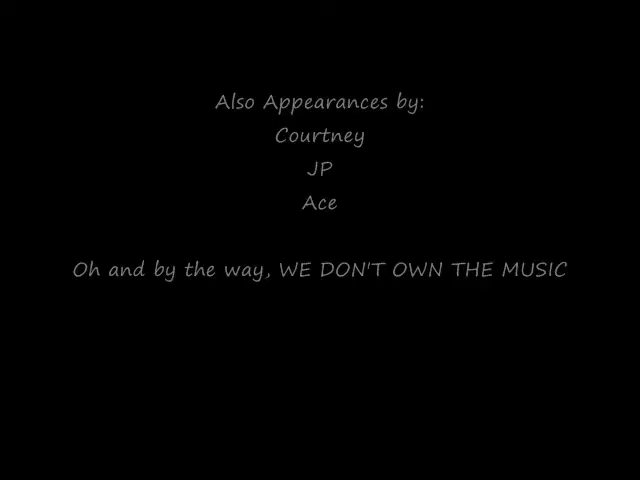 Also Appearances by:
Courtney
JP
Ace
Oh and by the way, WE DON'T OWN THE MUSIC